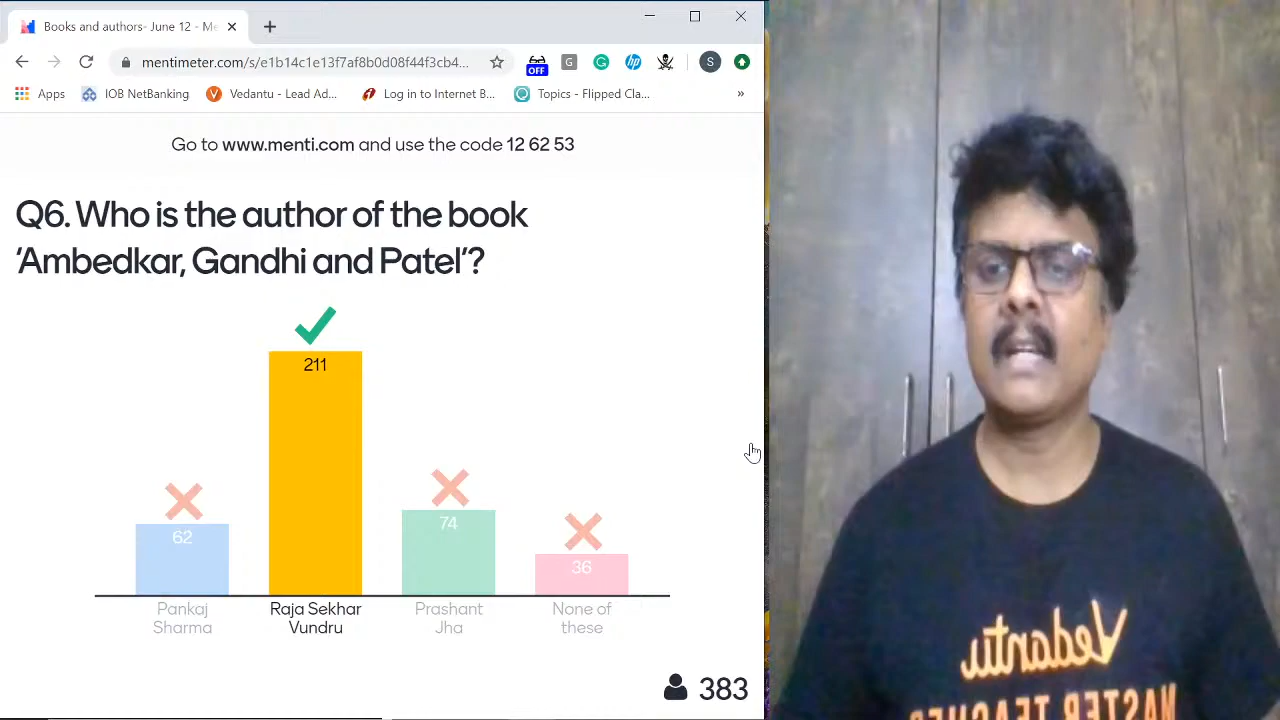 Books and authors- June 12 - Me
mentimeter.com/s/e1b14c1e13f7af8b0d08f44f3cb4...
OFF
G
G
hp
S
Apps
IOB NetBanking
V
Vedantu - Lead Ad...
Log in to Internet B...
Topics - Flipped Cla...
»
Go to www.menti.com and use the code 12 62 53
Q6. Who is the author of the book
‘Ambedkar, Gandhi and Patel’?
211
62
74
36
Pankaj
Sharma
Raja Sekhar
Vundru
Prashant
Jha
None of
these
383
Vedantu
MASTER TEACHER